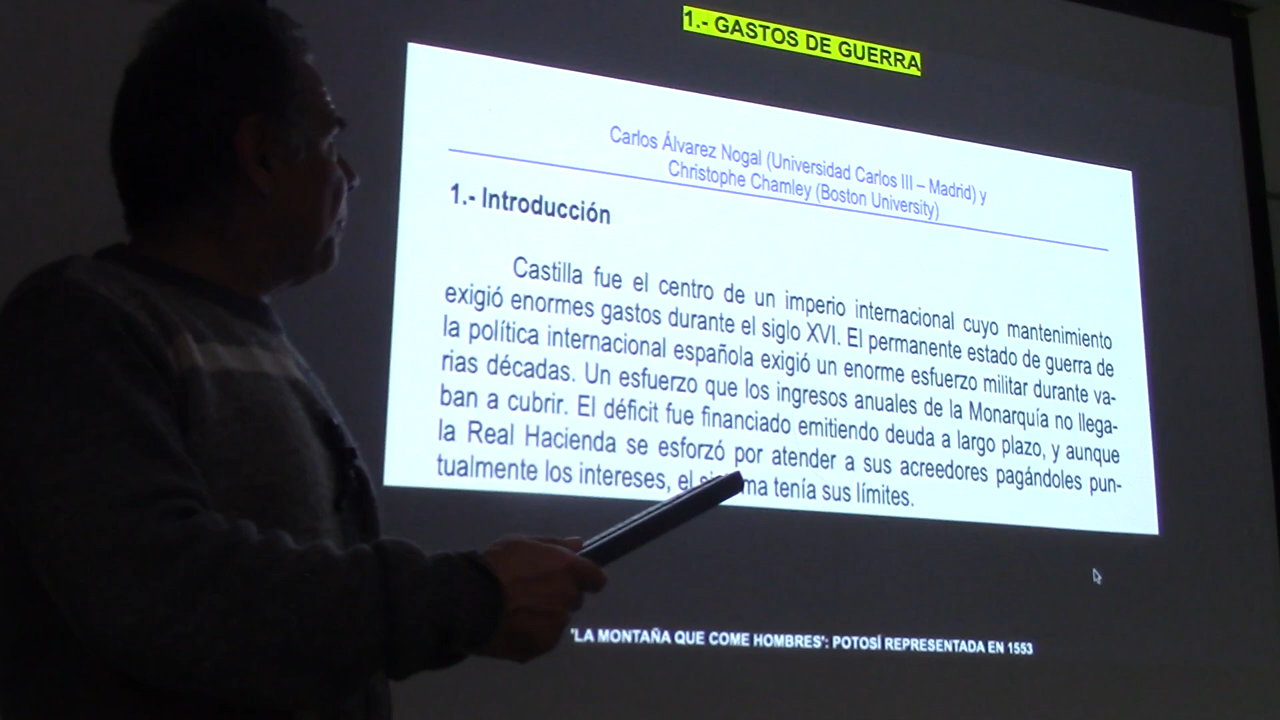 1.- GASTOS DE GUERRA
Carlos Álvarez Nogal (Universidad Carlos III – Madrid) y
Christophe Chamley (Boston University)
1.- Introducción
Castilla fue el centro de un imperio internacional cuyo mantenimiento
exigió enormes gastos durante el siglo XVI. El permanente estado de guerra de
la política internacional española exigió un enorme esfuerzo militar durante va-
rias décadas. Un esfuerzo que los ingresos anuales de la Monarquía no llega-
ban a cubrir. El déficit fue financiado emitiendo deuda a largo plazo, y aunque
la Real Hacienda se esforzó por atender a sus acreedores pagándoles pun-
tualmente los intereses, el tenía sus límites.
'LA MONTAÑA QUE COME HOMBRES': POTOSÍ REPRESENTADA EN 1553